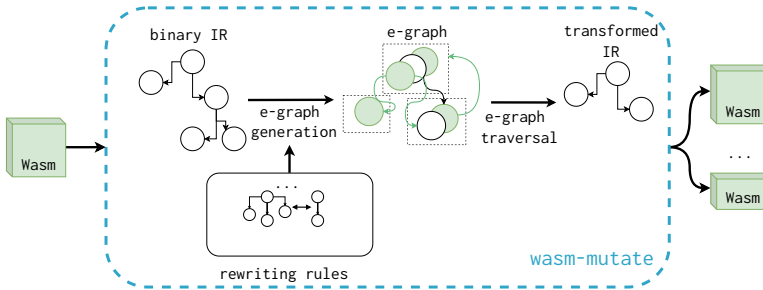 binary IR
e-graph
transformed
IR
e-graph
generation
e-graph
traversal
Wasm
Wasm
...
Wasm
...
rewriting rules
wasm-mutate